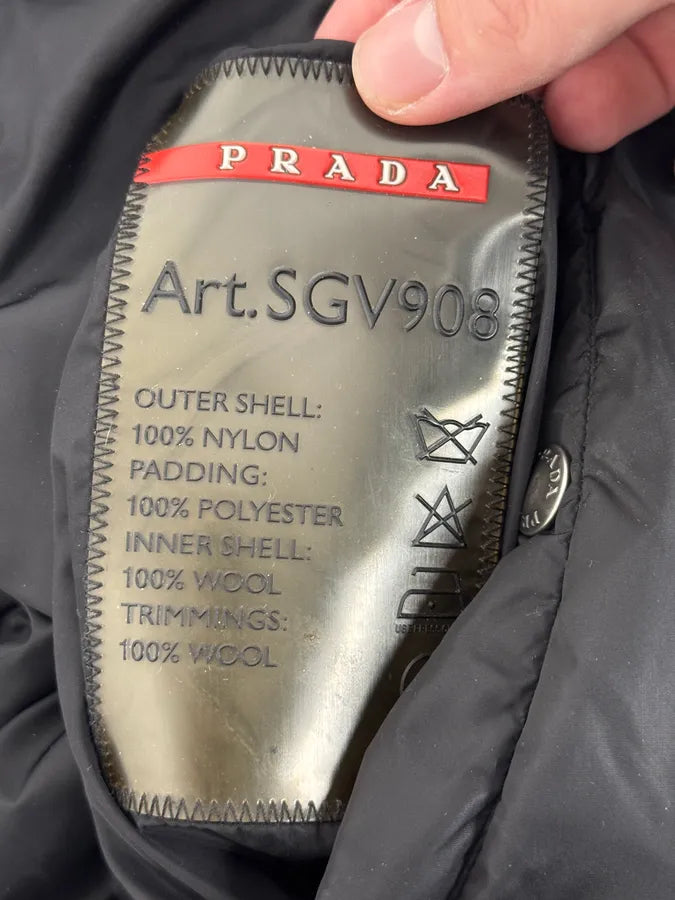 PRADA
Art.SGV908
OUTER SHELL:
100% NYLON
PADDING:
100% POLYESTER
INNER SHELL:
100% WOOL
TRIMMINGS:
100% WOOL